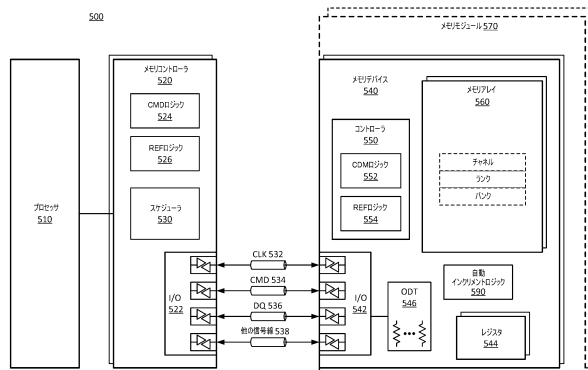 500
プロセッサ
510
メモリコントローラ
520
CMDロジック
524
REFロジック
526
スケジューラ
530
I/O
522
CLK 532
CMD 534
DQ 536
他の信号線 538
メモリモジュール 570
メモリデバイス
540
コントローラ
550
CDMロジック
552
REFロジック
554
メモリアレイ
560
チャネル
ランク
バンク
I/O
542
ODT
546
自動
インクリメントロジック
590
レジスタ
544